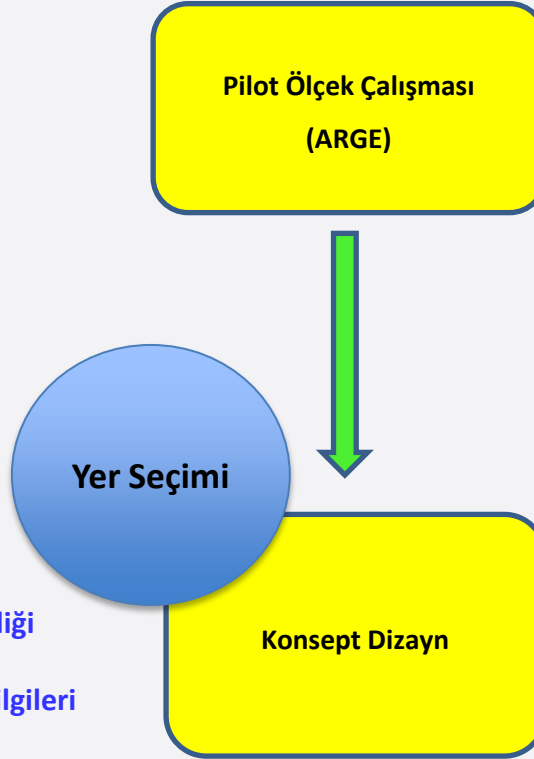 Pilot Ölçek Çalışması
(ARGE)
Yer Seçimi
Konsept Dizayn